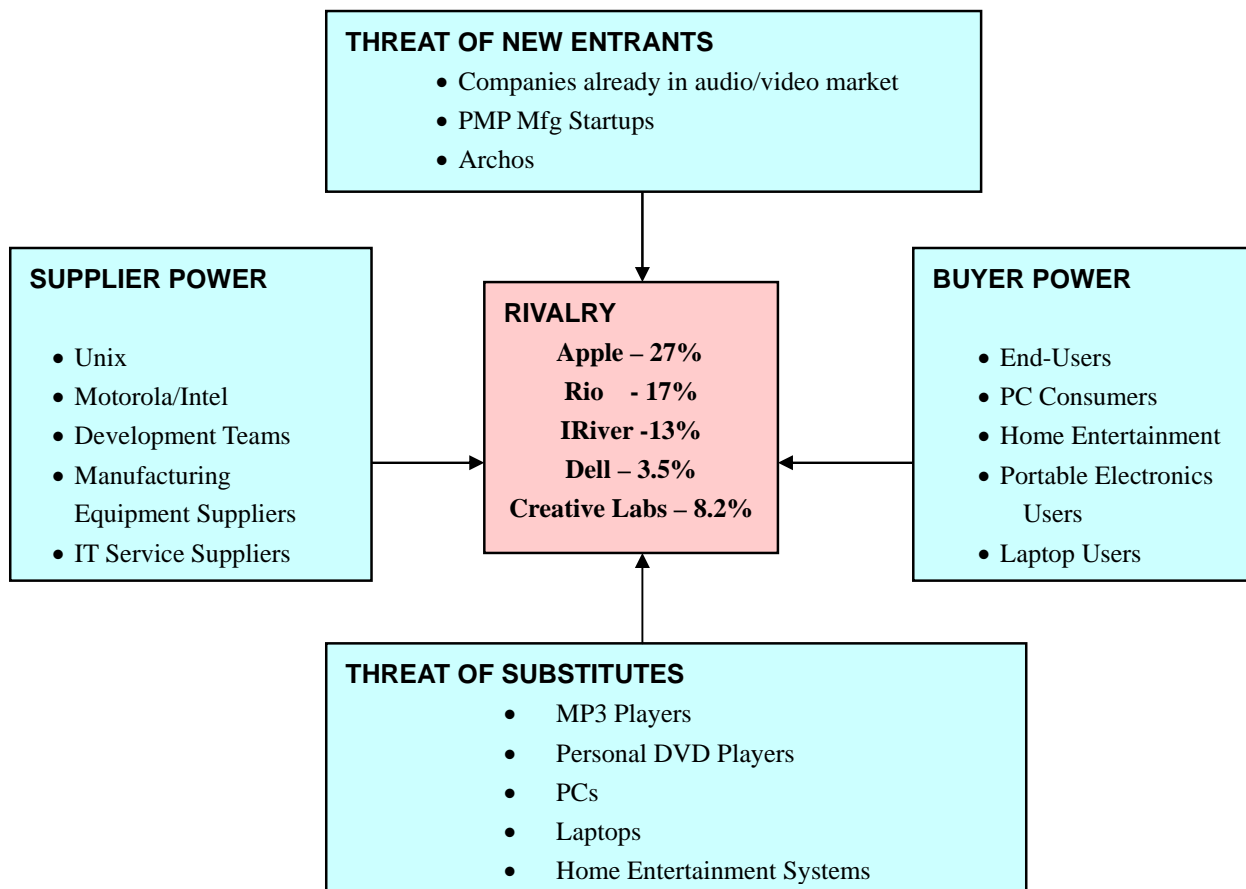 THREAT OF NEW ENTRANTS
• Companies already in audio/video market
• PMP Mfg Startups
• Archos
SUPPLIER POWER
• Unix
• Motorola/Intel
• Development Teams
• Manufacturing
Equipment Suppliers
• IT Service Suppliers
RIVALRY
Apple – 27%
Rio - 17%
IRiver -13%
Dell – 3.5%
Creative Labs – 8.2%
BUYER POWER
• End-Users
• PC Consumers
• Home Entertainment
• Portable Electronics
Users
• Laptop Users
THREAT OF SUBSTITUTES
• MP3 Players
• Personal DVD Players
• PCs
• Laptops
• Home Entertainment Systems